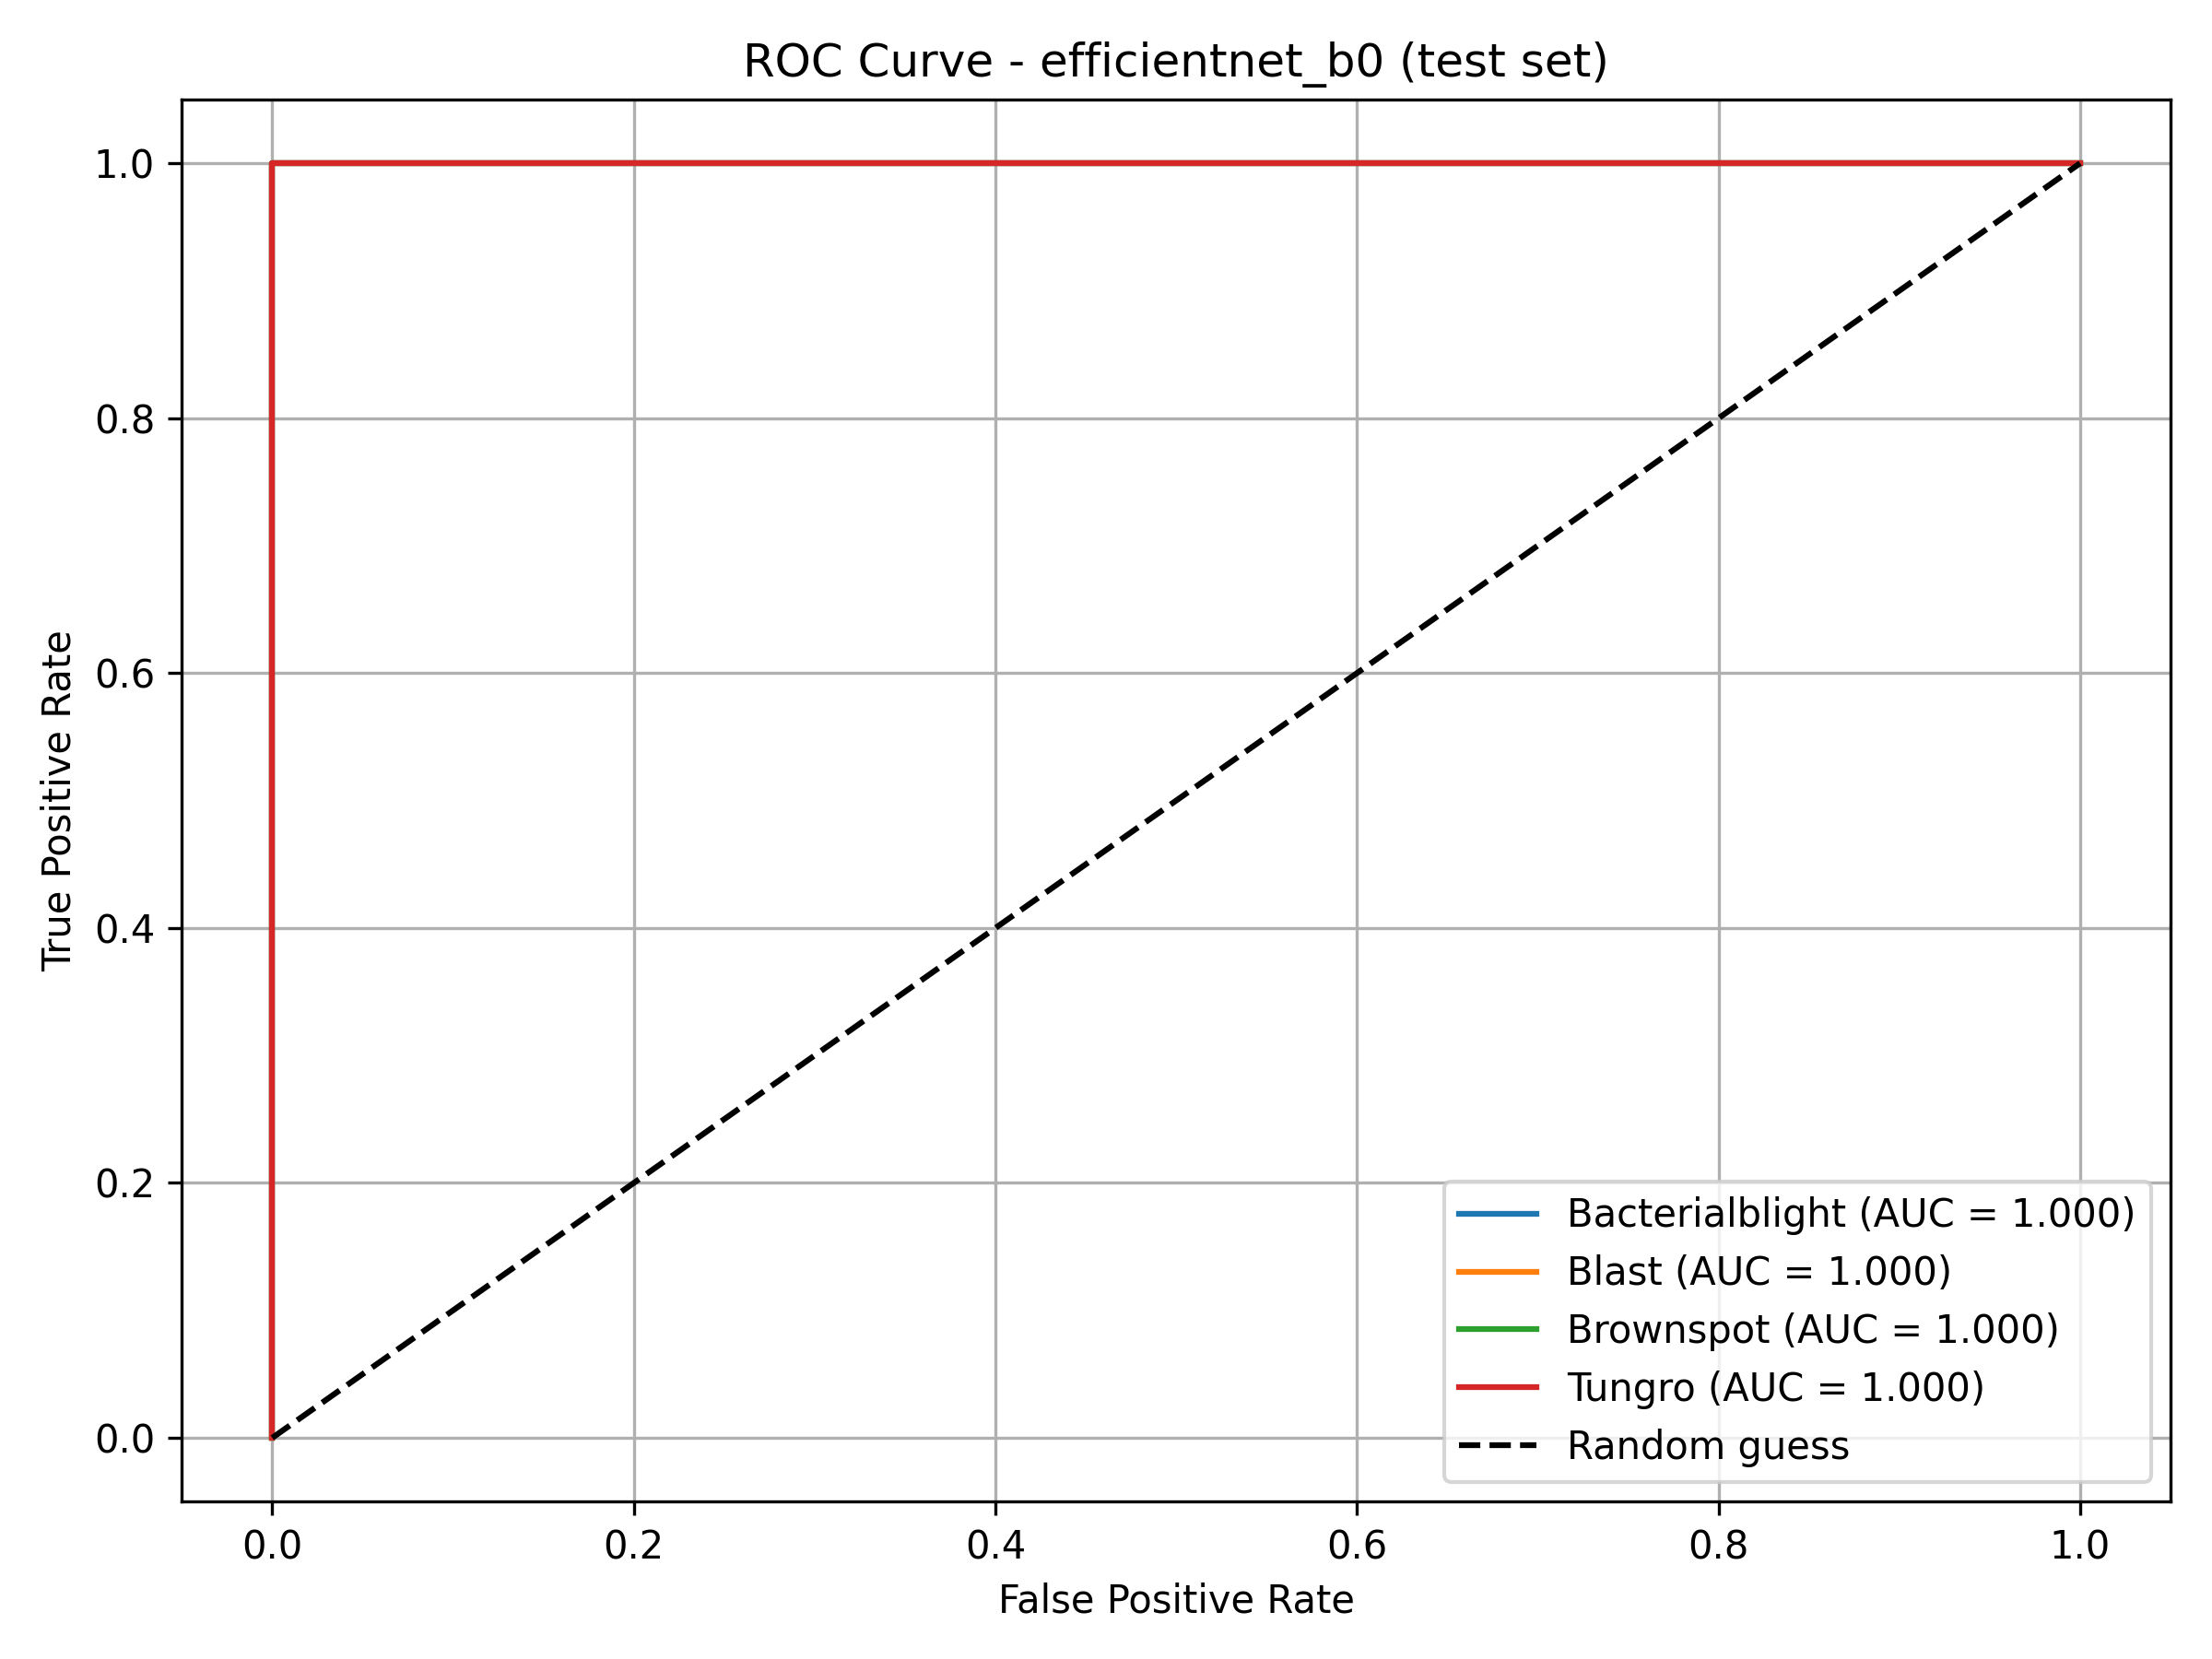 ROC Curve - efficientnet_b0 (test set)
True Positive Rate
1.0
0.8
0.6
0.4
0.2
0.0
Bacterialblight (AUC = 1.000)
Blast (AUC = 1.000)
Brownspot (AUC = 1.000)
Tungro (AUC = 1.000)
Random guess
0.0 0.2 0.4 0.6 0.8 1.0
False Positive Rate